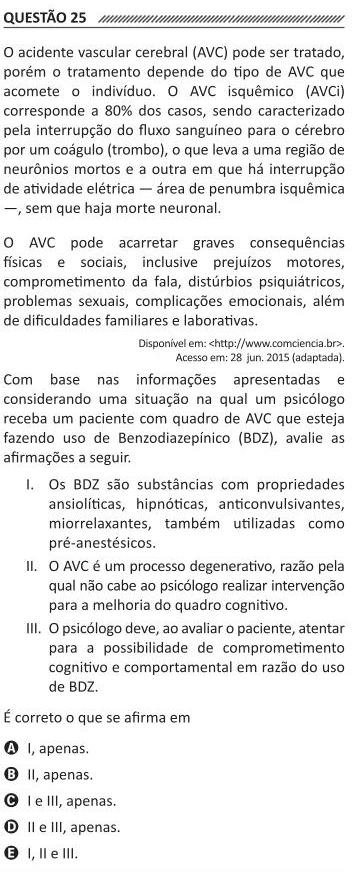 QUESTÃO 25
O acidente vascular cerebral (AVC) pode ser tratado,
porém o tratamento depende do tipo de AVC que
acomete o indivíduo. O AVC isquêmico (AVCi)
corresponde a 80% dos casos, sendo caracterizado
pela interrupção do fluxo sanguíneo para o cérebro
por um coágulo (trombo), o que leva a uma região de
neurônios mortos e a outra em que há interrupção
de atividade elétrica — área de penumbra isquêmica
—, sem que haja morte neuronal.
O AVC pode acarretar graves consequências
físicas e sociais, inclusive prejuízos motores,
comprometimento da fala, distúrbios psiquiátricos,
problemas sexuais, complicações emocionais, além
de dificuldades familiares e laborativas.
Disponível em: <http://www.comciencia.br>.
Acesso em: 28 jun. 2015 (adaptada).
Com base nas informações apresentadas e
considerando uma situação na qual um psicólogo
receba um paciente com quadro de AVC que esteja
fazendo uso de Benzodiazepínico (BDZ), avalie as
afirmações a seguir.
I. Os BDZ são substâncias com propriedades
ansiolíticas, hipnóticas, anticonvulsivantes,
miorrelaxantes, também utilizadas como
pré-anestésicos.
II. O AVC é um processo degenerativo, razão pela
qual não cabe ao psicólogo realizar intervenção
para a melhoria do quadro cognitivo.
III. O psicólogo deve, ao avaliar o paciente, atentar
para a possibilidade de comprometimento
cognitivo e comportamental em razão do uso
de BDZ.
É correto o que se afirma em
A I, apenas.
B II, apenas.
C I e III, apenas.
D II e III, apenas.
E I, II e III.